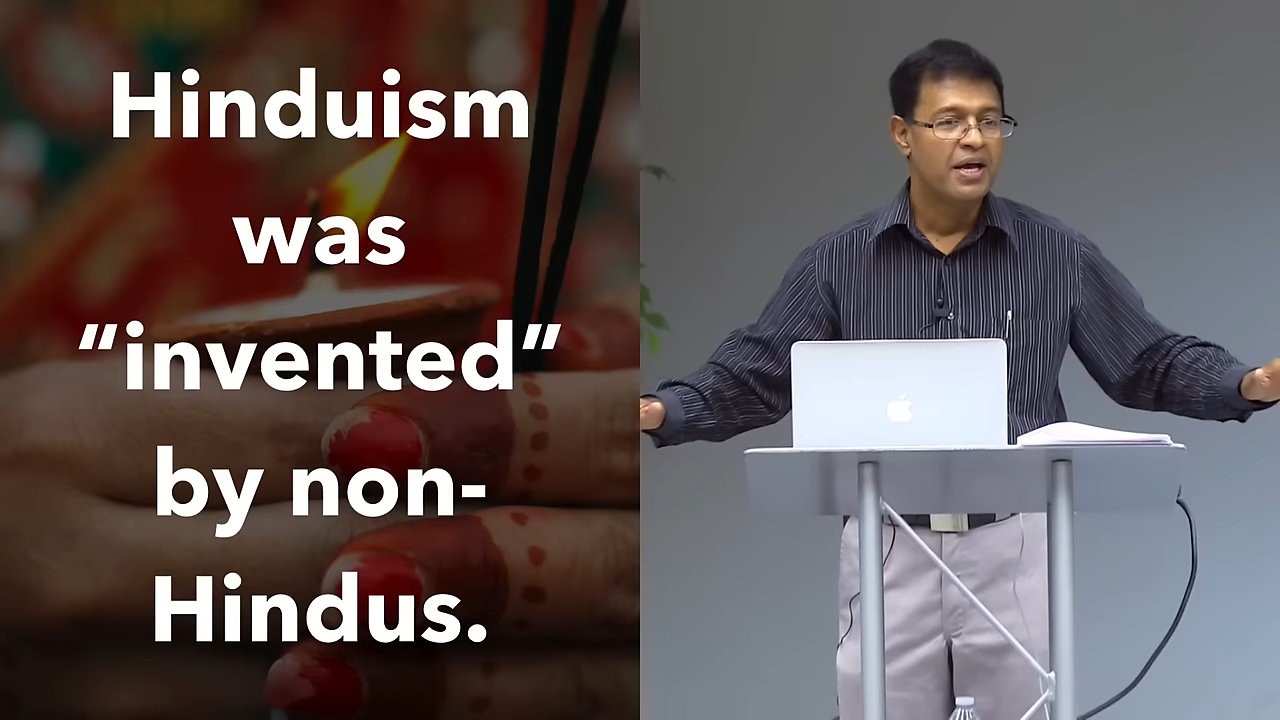 Hinduism
was
“invented”
by non-
Hindus.